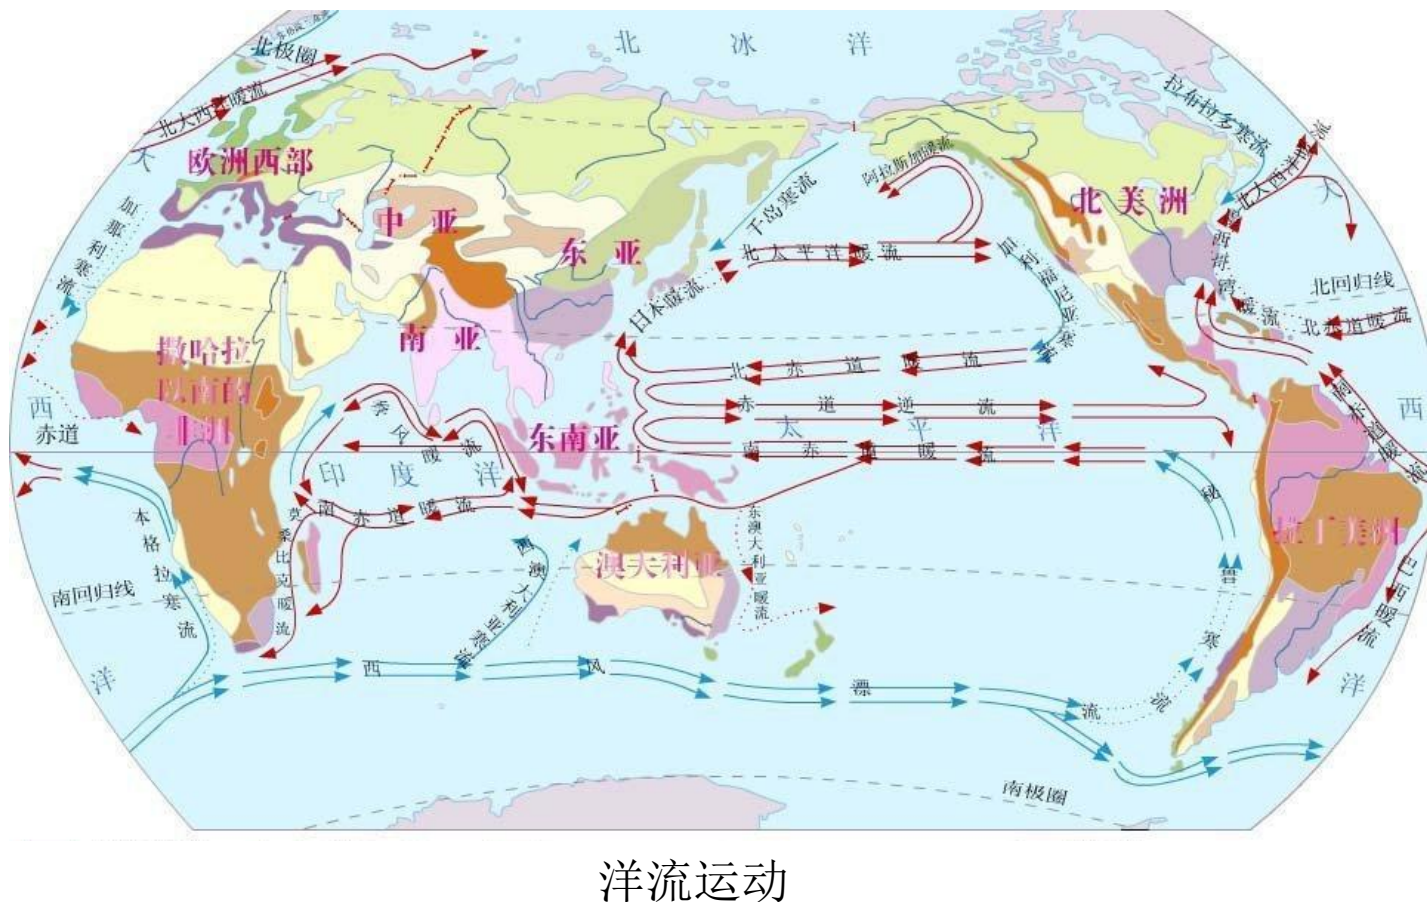 北冰洋
北极圈
北大西洋暖流
大
欧洲西部
加那利寒流
中亚
东亚
南亚
撒哈拉
以南的
非洲
西
赤道
洋
本格拉寒流
南回归线
印度洋
季风暖流
南赤道暖流
莫桑比克暖流
东南亚
澳大利亚
西澳大利亚寒流
东澳大利亚暖流
西风漂流
千岛寒流
日本暖流
北太平洋暖流
阿拉斯加暖流
加利福尼亚寒流
北赤道暖流
赤道逆流
太平洋
南赤道暖流
秘鲁寒流
北美洲
拉布拉多寒流
北大西洋暖流
大
墨西哥湾暖流
北回归线
北赤道暖流
南赤道暖流
西
拉丁美洲
巴西暖流
洋
南极圈
洋流运动